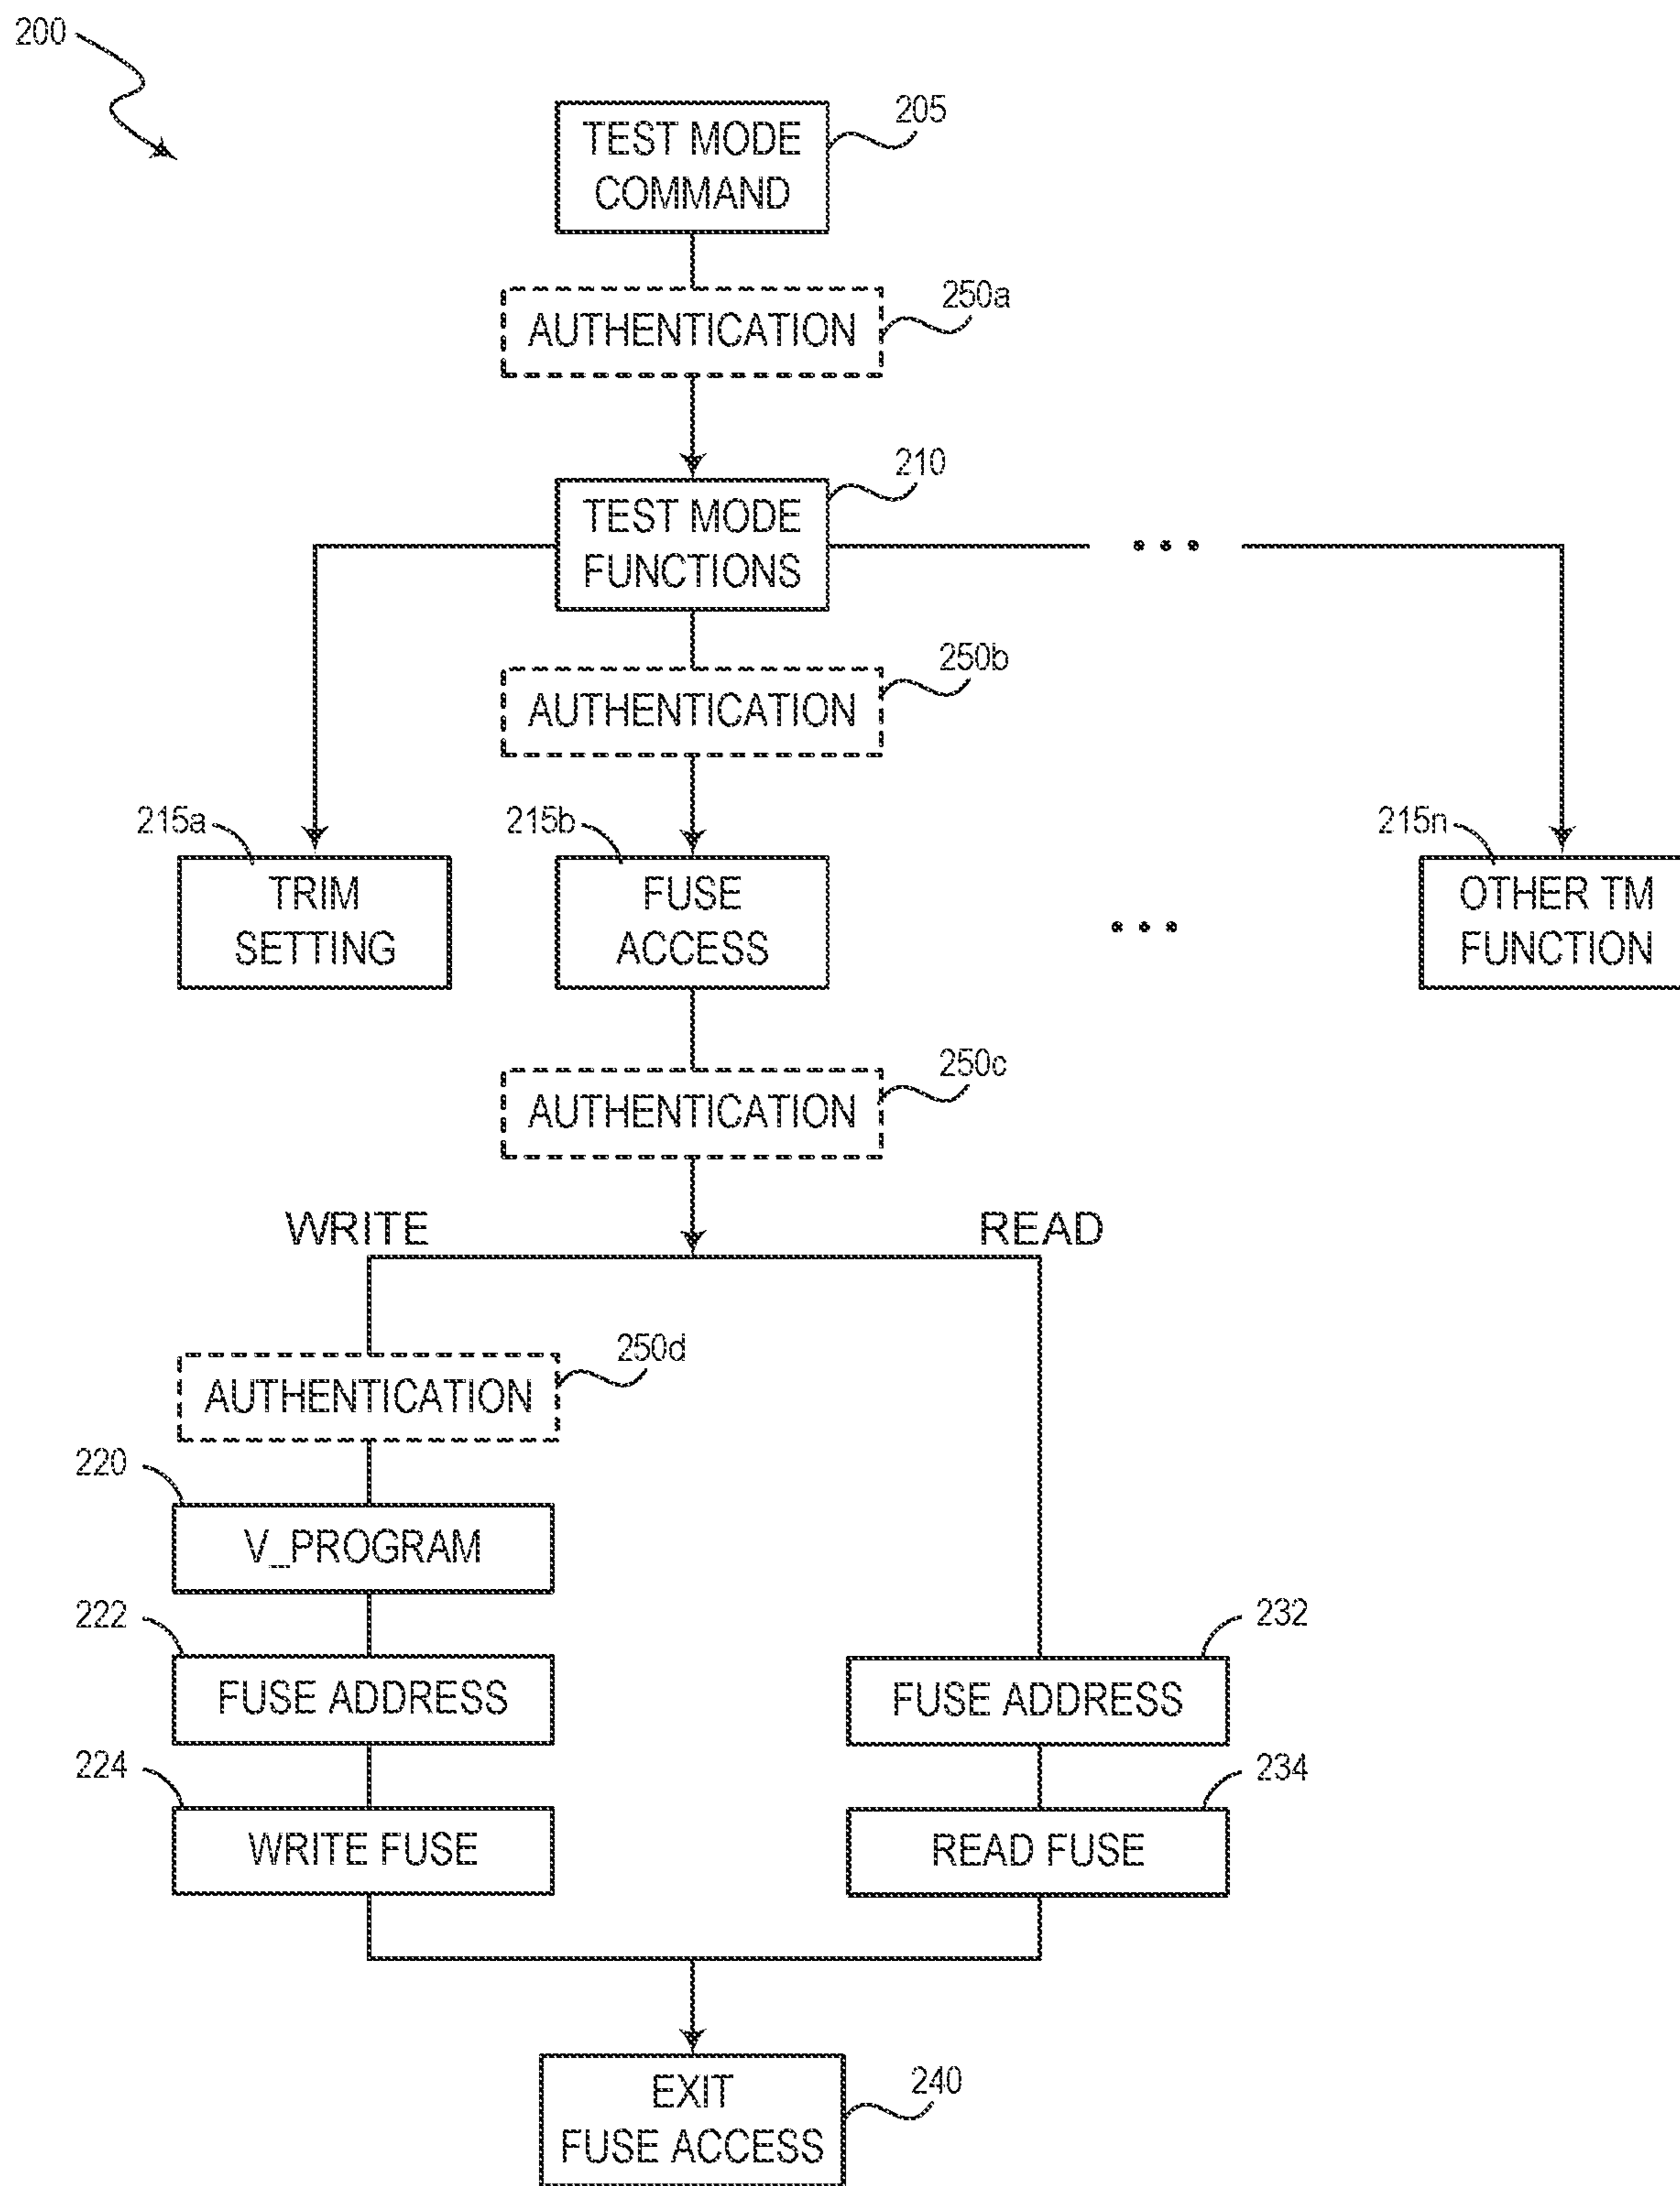 200
205
TEST MODE
COMMAND
250a
AUTHENTICATION
210
TEST MODE
FUNCTIONS
• • •
250b
AUTHENTICATION
215a
TRIM
SETTING
215b
FUSE
ACCESS
• • •
215n
OTHER TM
FUNCTION
250c
AUTHENTICATION
WRITE
READ
250d
AUTHENTICATION
220
V_PROGRAM
222
FUSE ADDRESS
232
FUSE ADDRESS
224
WRITE FUSE
234
READ FUSE
240
EXIT
FUSE ACCESS